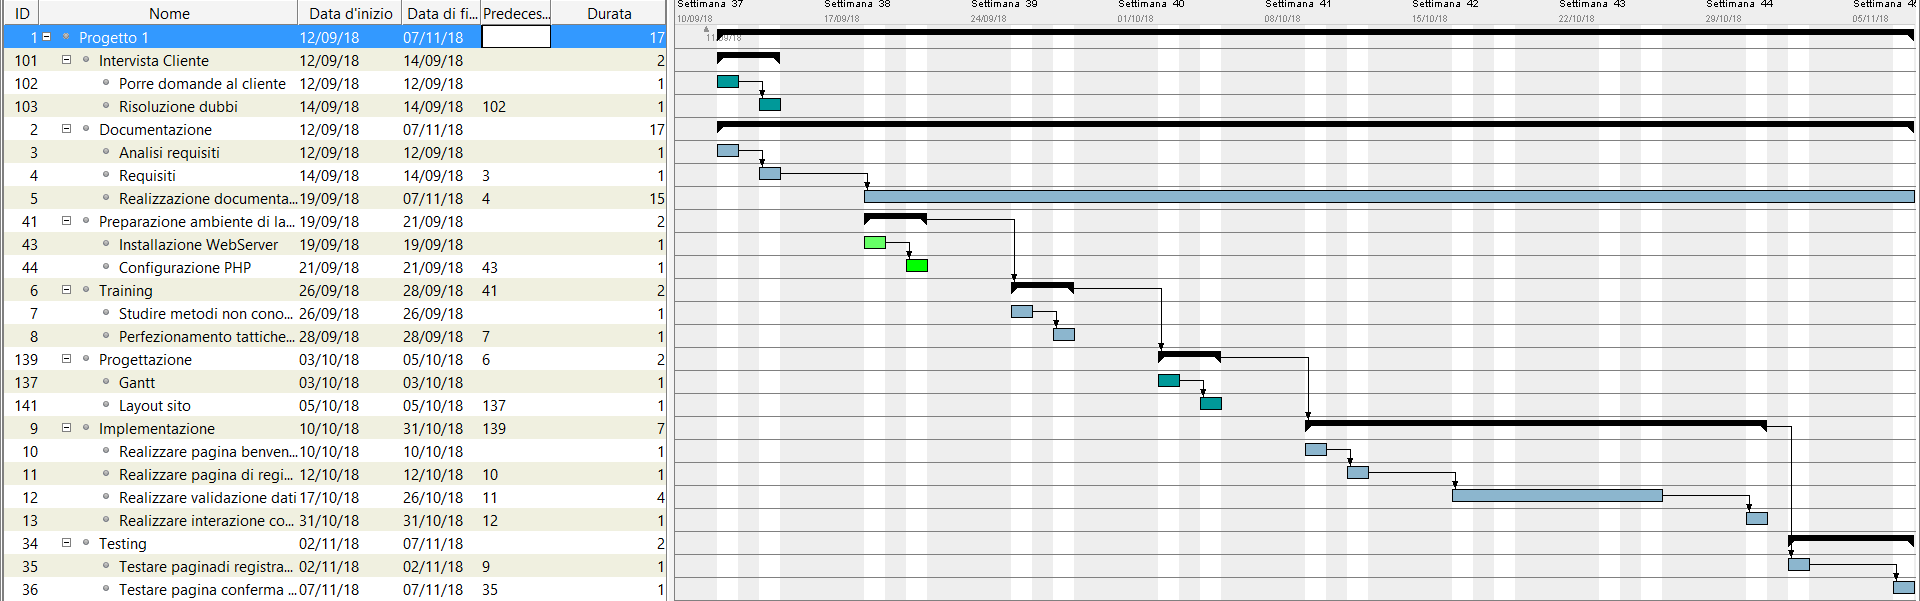 ID Nome Data d'inizio Data di fi... Predeces... Durata
Settimana 37 Settimana 38 Settimana 39 Settimana 40 Settimana 41 Settimana 42 Settimana 43 Settimana 44 Settimana
10/09/18 17/09/18 24/09/18 01/10/18 08/10/18 15/10/18 22/10/18 29/10/18 05/11/18
1 Progetto 1 12/09/18 07/11/18 17
101 Intervista Cliente 12/09/18 14/09/18 2
102 Porre domande al cliente 12/09/18 12/09/18 1
103 Risoluzione dubbi 14/09/18 14/09/18 102 1
2 Documentazione 12/09/18 07/11/18 17
3 Analisi requisiti 12/09/18 12/09/18 1
4 Requisiti 14/09/18 14/09/18 3 1
5 Realizzazione documenta... 19/09/18 07/11/18 4 15
41 Preparazione ambiente di la... 19/09/18 21/09/18 2
43 Installazione WebServer 19/09/18 19/09/18 1
44 Configurazione PHP 21/09/18 21/09/18 43 1
6 Training 26/09/18 28/09/18 41 2
7 Studire metodi non cono... 26/09/18 26/09/18 1
8 Perfezionamento tattiche... 28/09/18 28/09/18 7 1
139 Progettazione 03/10/18 05/10/18 6 2
137 Gantt 03/10/18 03/10/18 1
141 Layout sito 05/10/18 05/10/18 137 1
9 Implementazione 10/10/18 31/10/18 139 7
10 Realizzare pagina benven... 10/10/18 10/10/18 1
11 Realizzare pagina di regi... 12/10/18 12/10/18 10 1
12 Realizzare validazione dati 17/10/18 26/10/18 11 4
13 Realizzare interazione co... 31/10/18 31/10/18 12 1
34 Testing 02/11/18 07/11/18 2
35 Testare paginadi registra... 02/11/18 02/11/18 9 1
36 Testare pagina conferma ... 07/11/18 07/11/18 35 1